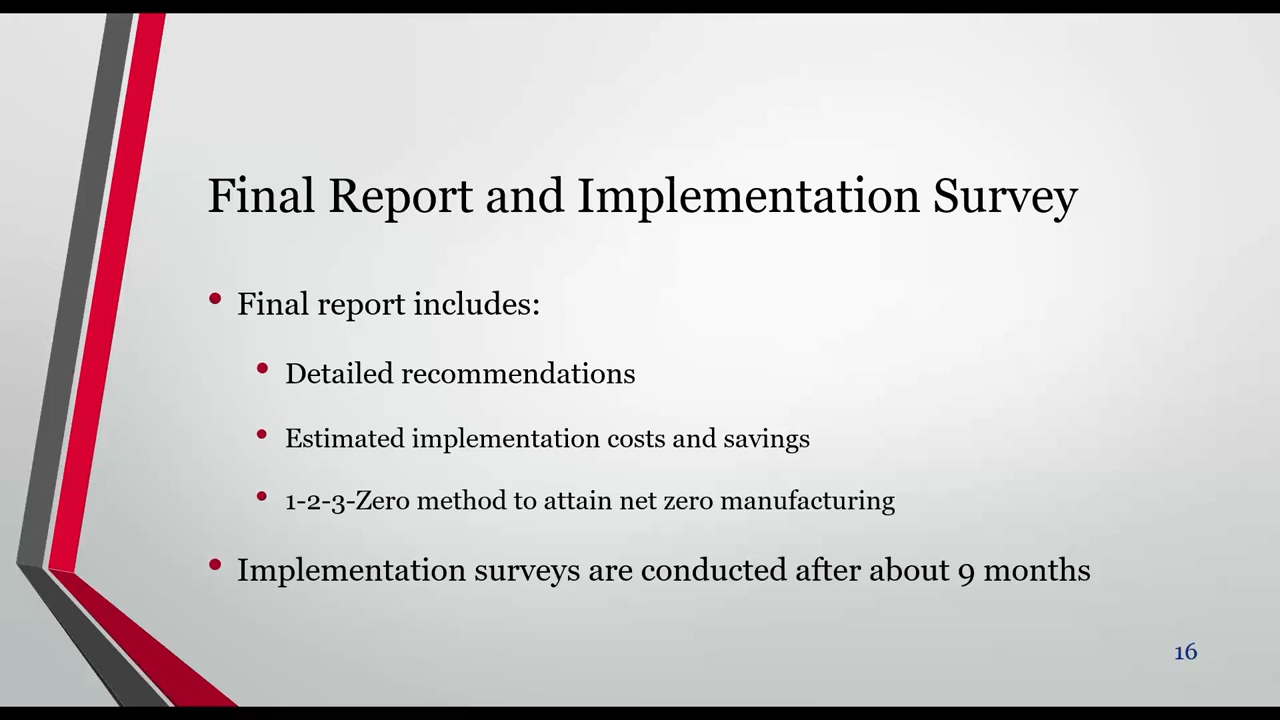 Final Report and Implementation Survey
• Final report includes:
• Detailed recommendations
• Estimated implementation costs and savings
• 1-2-3-Zero method to attain net zero manufacturing
• Implementation surveys are conducted after about 9 months
16